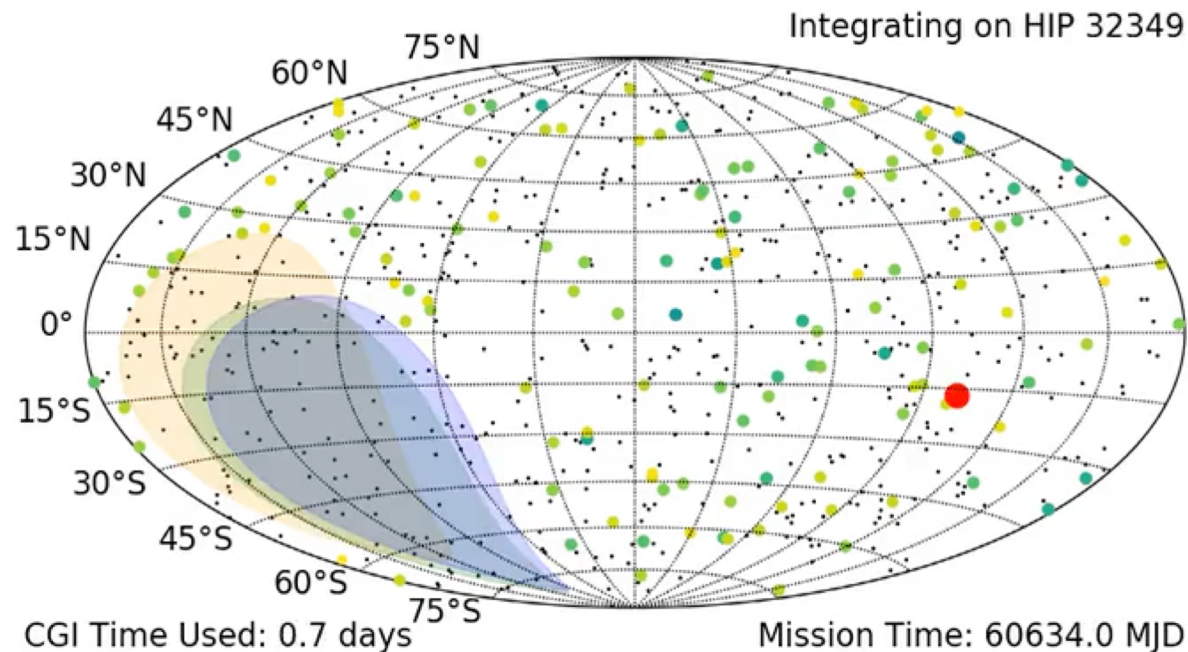 Integrating on HIP 32349
75°N
60°N
45°N
30°N
15°N
0°
15°S
30°S
45°S
60°S
75°S
CGI Time Used: 0.7 days
Mission Time: 60634.0 MJD